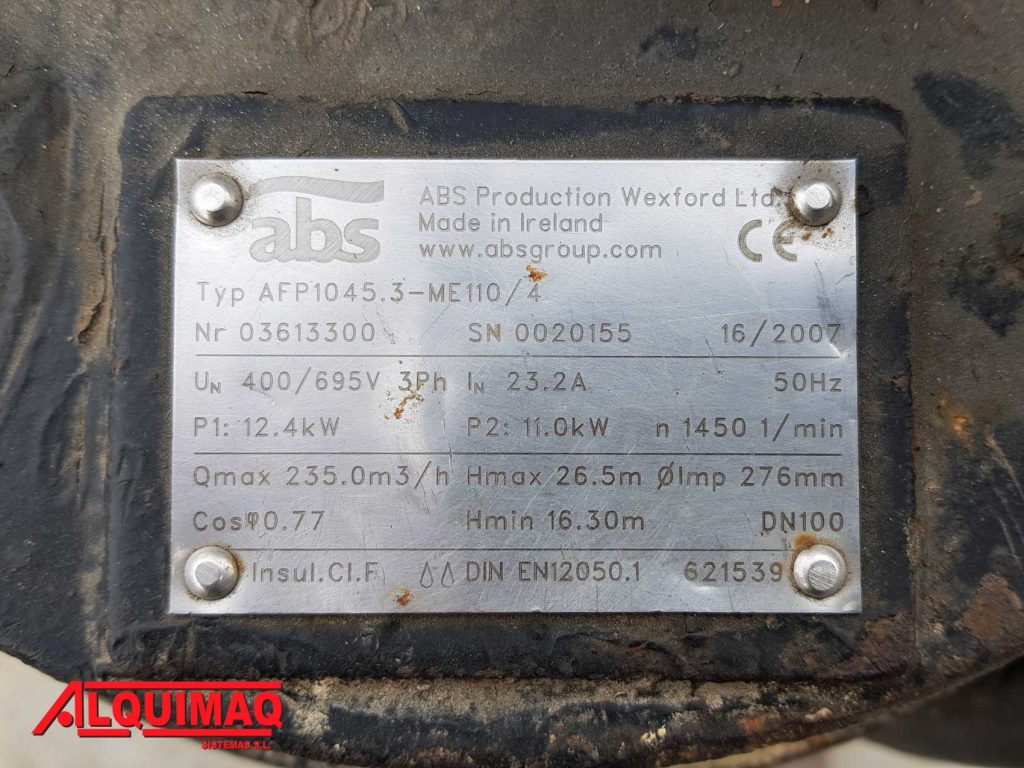 abs
ABS Production Wexford Ltd.
Made in Ireland
www.absgroup.com
CE
Typ AFP1045.3-ME110/4
Nr 03613300 SN 0020155 16/2007
UN 400/695V 3Ph IN 23.2A 50Hz
P1: 12.4kW P2: 11.0kW n 1450 1/min
Qmax 235.0m3/h Hmax 26.5m ØImp 276mm
Cosφ0.77 Hmin 16.30m DN100
Insul.Cl.F DIN EN12050.1 621539
ALQUIMAQ
SISTEMAS S.L.